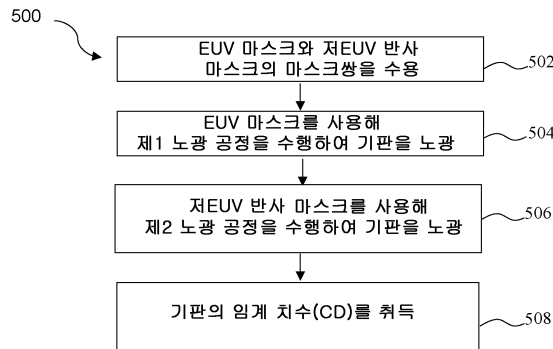 500
EUV 마스크와 저EUV 반사
마스크의 마스크쌍을 수용
502
EUV 마스크를 사용해
제1 노광 공정을 수행하여 기판을 노광
504
저EUV 반사 마스크를 사용해
제2 노광 공정을 수행하여 기판을 노광
506
기판의 임계 치수(CD)를 취득
508